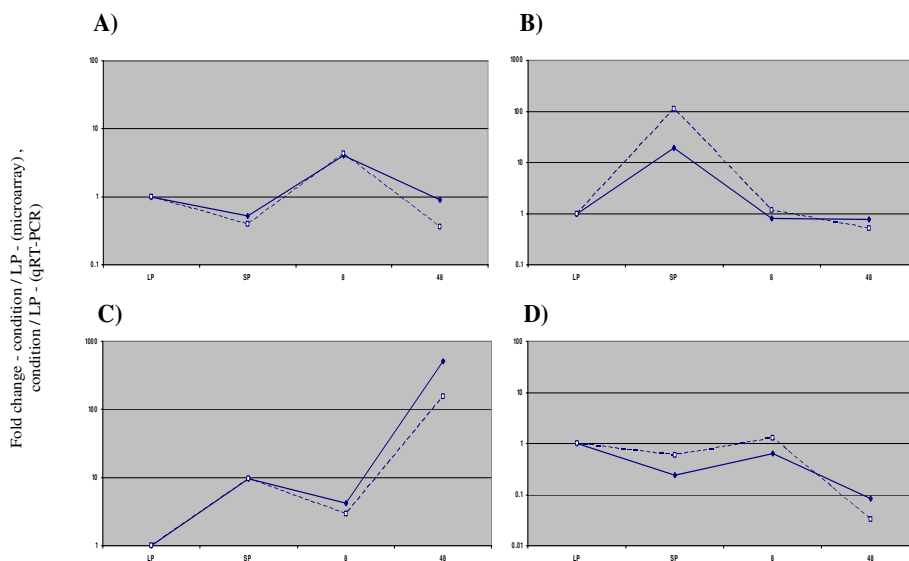 A)
B)
100
10
1
0.1
LP SP 8 48
1000
100
10
1
0.1
LP SP 8 48
Fold change - condition / LP - (microarray) ,
condition / LP - (qRT-PCR)
C)
D)
1000
100
10
1
LP SP 8 48
100
10
1
0.1
0.01
LP SP 8 48